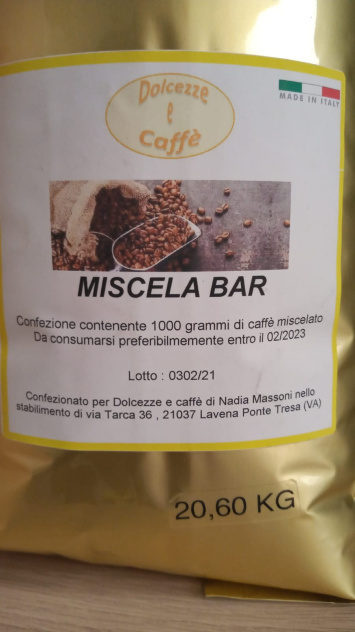 Dolcezze
e
Caffè
MADE IN ITALY
MISCELA BAR
Confezione contenente 1000 grammi di caffè miscelato
Da consumarsi preferibilmemente entro il 02/2023
Lotto : 0302/21
Confezionato per Dolcezze e caffè di Nadia Massoni nello
stabilimento di via Tarca 36 , 21037 Lavena Ponte Tresa (VA)
20,60 KG